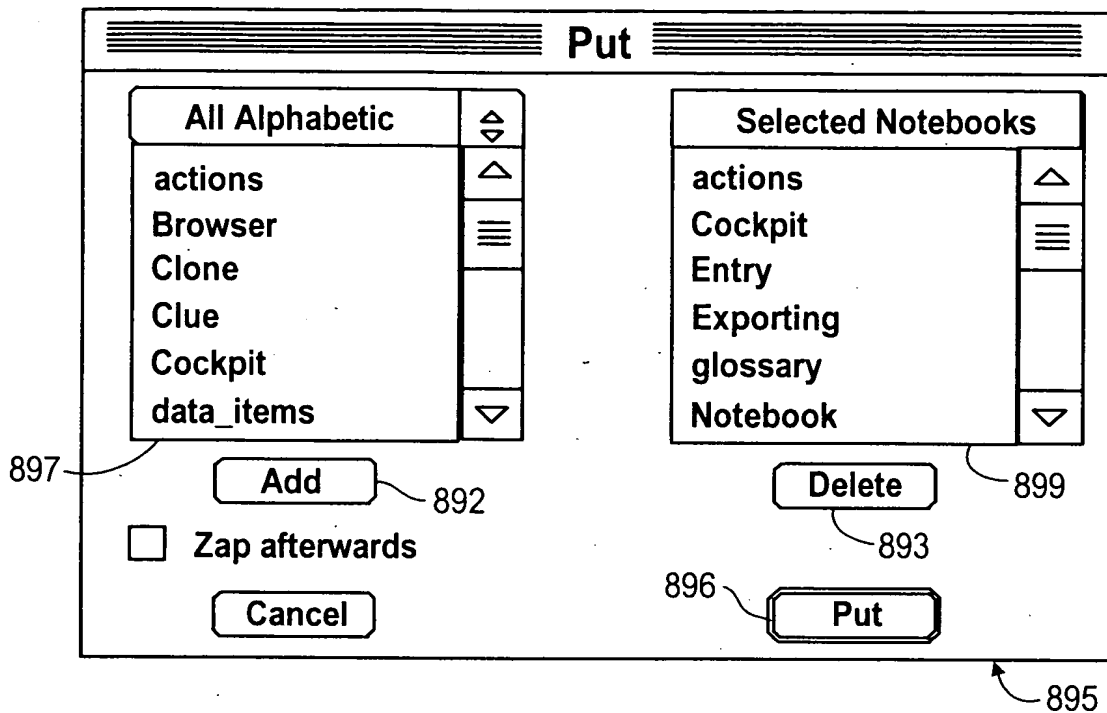 Put
All Alphabetic
actions
Browser
Clone
Clue
Cockpit
data_items
Selected Notebooks
actions
Cockpit
Entry
Exporting
glossary
Notebook
897
Add
892
Delete
893
899
Zap afterwards
Cancel
896
Put
895